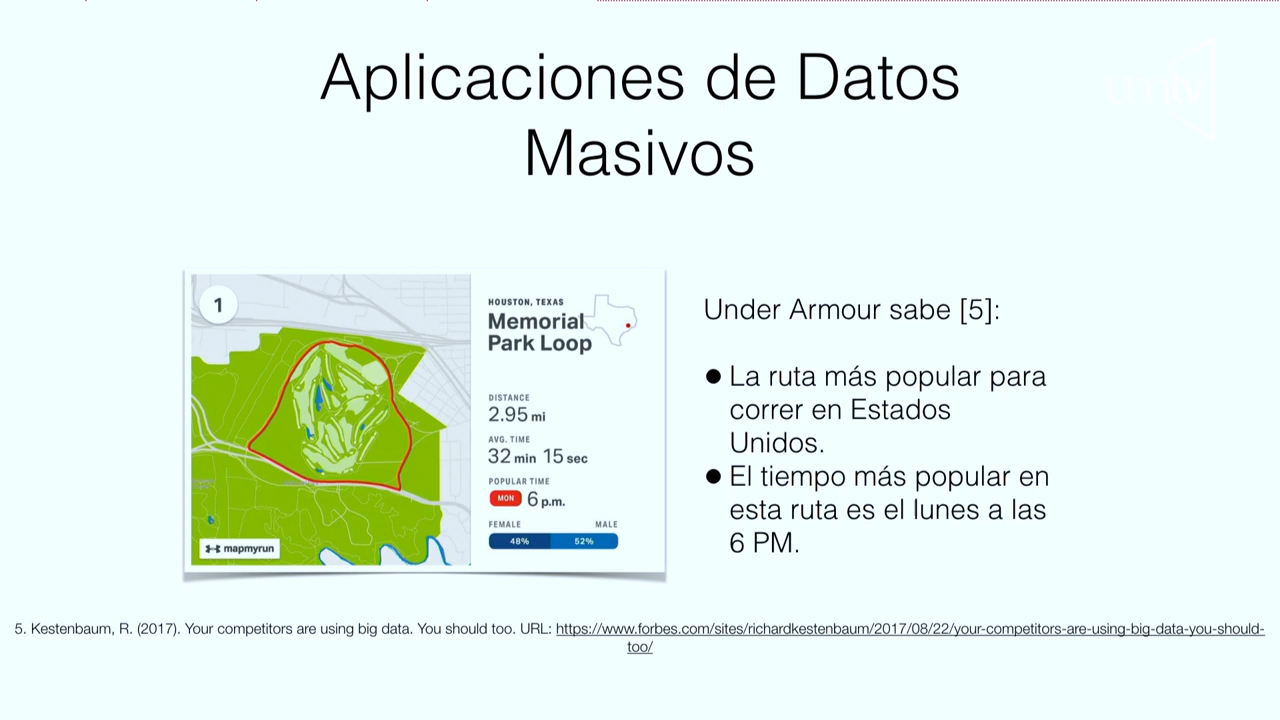 Aplicaciones de Datos
Masivos
1
HOUSTON, TEXAS
Memorial
Park Loop
DISTANCE
2.95 mi
AVG. TIME
32 min 15 sec
POPULAR TIME
MON 6 p.m.
FEMALE MALE
48% 52%
mapmyrun
Under Armour sabe [5]:
● La ruta más popular para
correr en Estados
Unidos.
● El tiempo más popular en
esta ruta es el lunes a las
6 PM.
5. Kestenbaum, R. (2017). Your competitors are using big data. You should too. URL: https://www.forbes.com/sites/richardkestenbaum/2017/08/22/your-competitors-are-using-big-data-you-should-
too/